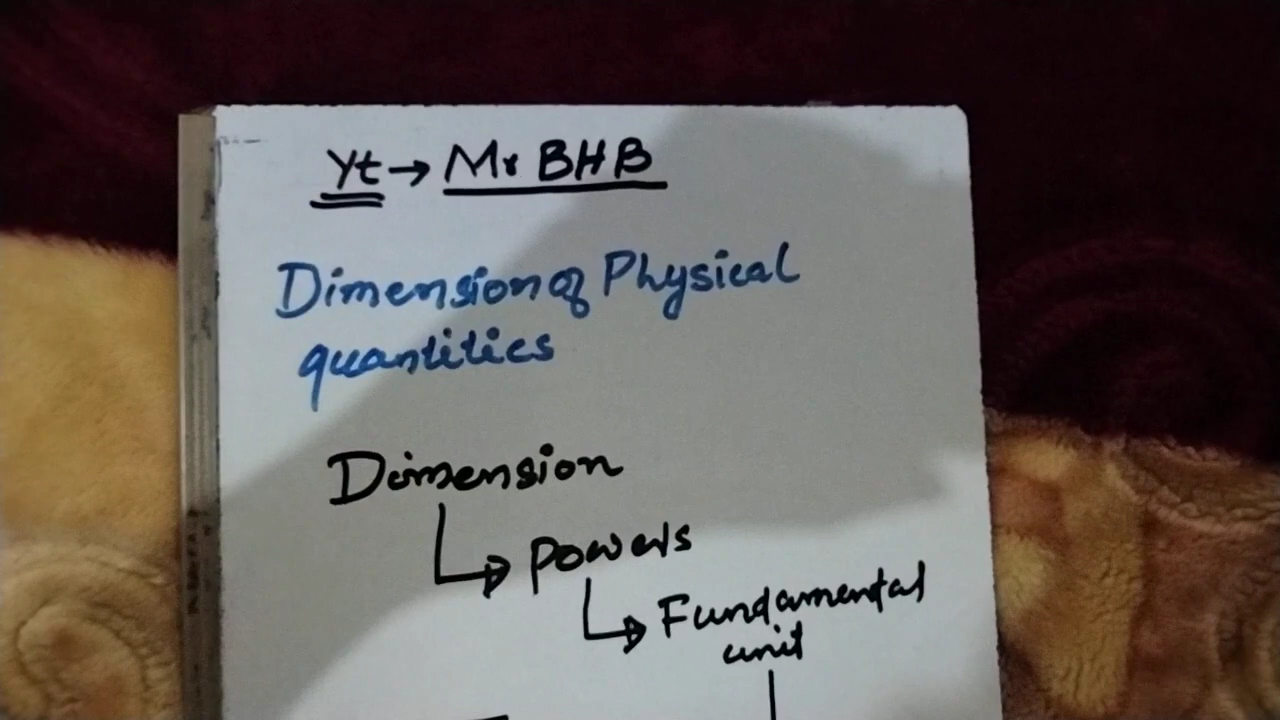 Yt → Mr BHB
Dimension of Physical
quantities
Dimension
Powers
Fundamental
unit